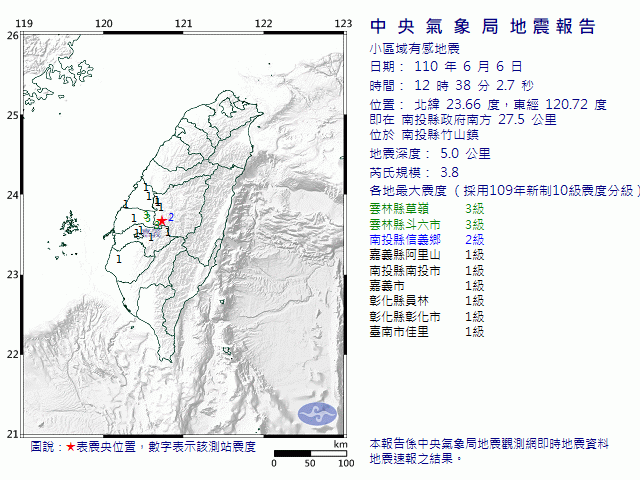 中央氣象局地震報告
小區域有感地震
日期： 110 年 6 月 6 日
時間： 12 時 38 分 2.7 秒
位置： 北緯 23.66 度，東經 120.72 度
即在 南投縣政府南方 27.5 公里
位於 南投縣竹山鎮
地震深度： 5.0 公里
芮氏規模： 3.8
各地最大震度（採用109年新制10級震度分級）
雲林縣草嶺 3級
雲林縣斗六市 3級
南投縣信義鄉 2級
嘉義縣阿里山 1級
南投縣南投市 1級
嘉義市 1級
彰化縣員林 1級
彰化縣彰化市 1級
臺南市佳里 1級
本報告係中央氣象局地震觀測網即時地震資料
地震速報之結果。
119 120 121 122 123
26
25
24
23
22
21
1
1
1
1
1
1
3
3
2
1
1
1
1
1
圖說：★表震央位置，數字表示該測站震度
km
0 50 100